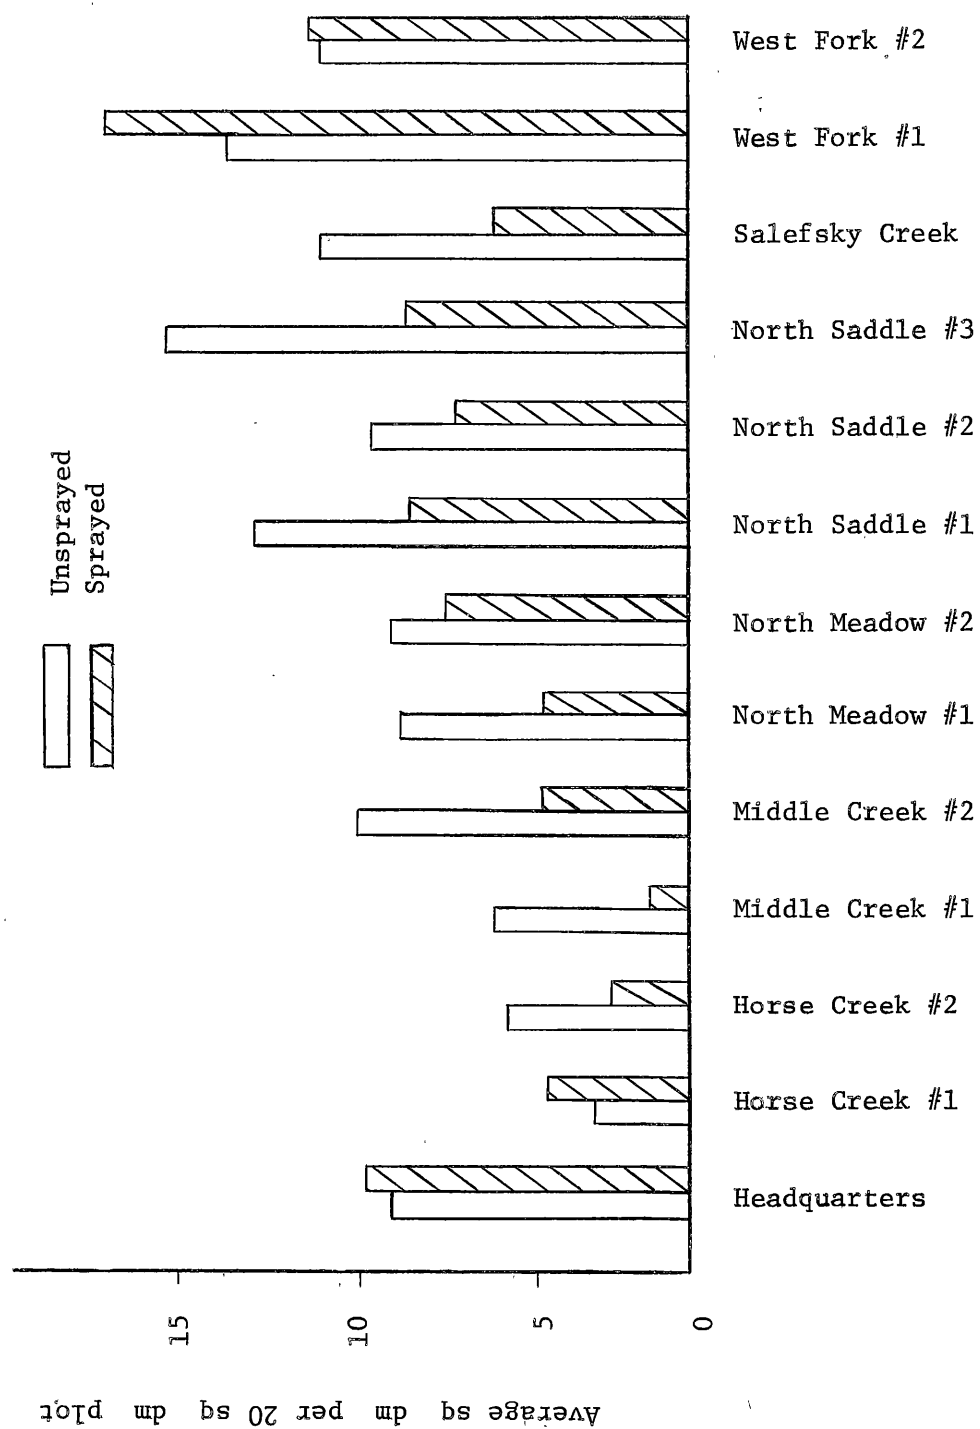 West Fork #2
West Fork #1
Salefsky Creek
North Saddle #3
North Saddle #2
North Saddle #1
North Meadow #2
North Meadow #1
Middle Creek #2
Middle Creek #1
Horse Creek #2
Horse Creek #1
Headquarters
Unsprayed
Sprayed
15
10
5
0
Average sq dm per 20 sq dm plot